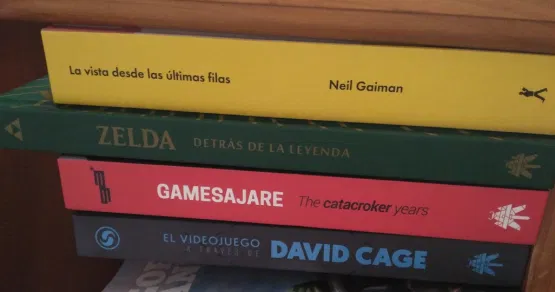 La vista desde las últimas filas Neil Gaiman
ZELDA DETRÁS DE LA LEYENDA
GAMESAJARE The catacroker years
EL VIDEOJUEGO
A TRAVÉS DE DAVID CAGE